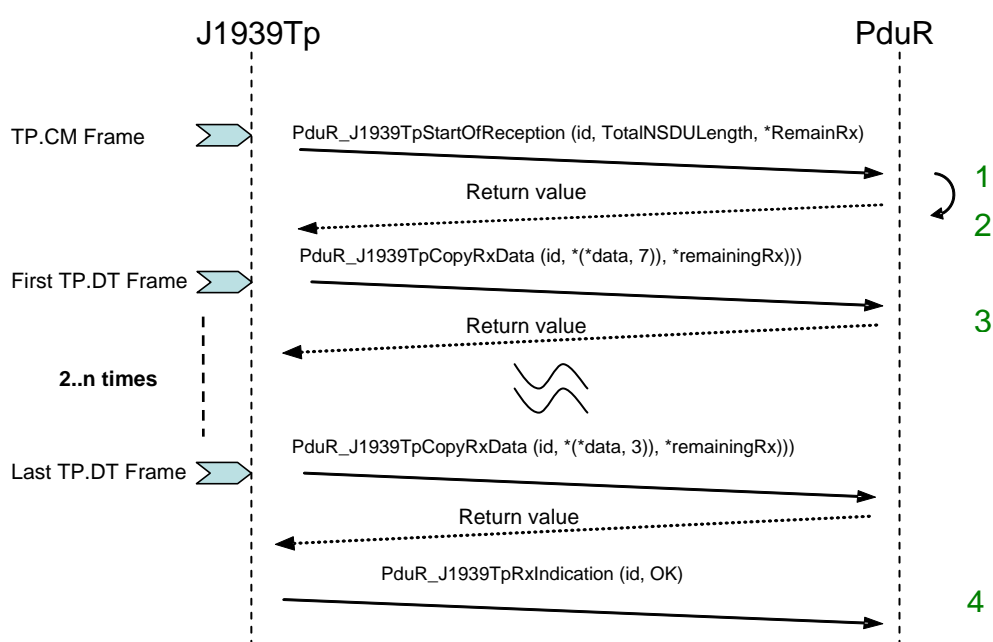 J1939Tp
PduR
TP.CM Frame
PduR_J1939TpStartOfReception (id, TotalNSDULength, *RemainRx)
1
Return value
2
PduR_J1939TpCopyRxData (id, *(*data, 7)), *remainingRx)))
First TP.DT Frame
Return value
3
2..n times
PduR_J1939TpCopyRxData (id, *(*data, 3)), *remainingRx)))
Last TP.DT Frame
Return value
PduR_J1939TpRxIndication (id, OK)
4